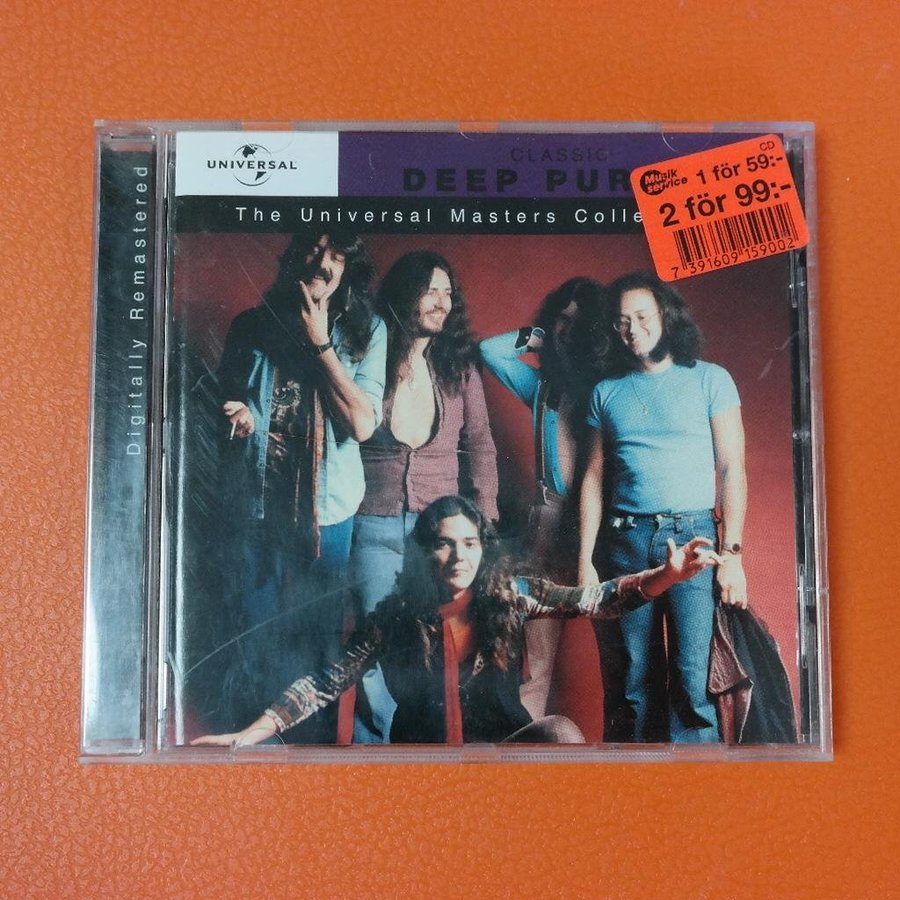 UNIVERSAL
CLASSIC
DEEP PUR
The Universal Masters Colle
Digitally Remastered
CD
Musik service 1 för 59:-
2 för 99:-
7 391609 159002